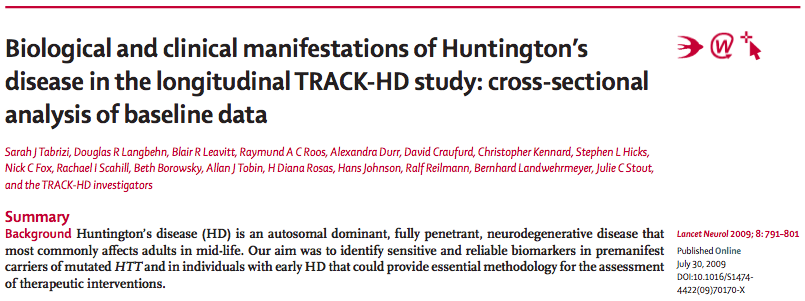 Biological and clinical manifestations of Huntington's
disease in the longitudinal TRACK-HD study: cross-sectional
analysis of baseline data
Sarah J Tabrizi, Douglas R Langbehn, Blair R Leavitt, Raymund A C Roos, Alexandra Durr, David Craufurd, Christopher Kennard, Stephen L Hicks,
Nick C Fox, Rachael I Scahill, Beth Borowsky, Allan J Tobin, H Diana Rosas, Hans Johnson, Ralf Reilmann, Bernhard Landwehrmeyer, Julie C Stout,
and the TRACK-HD investigators
Summary
Background Huntington's disease (HD) is an autosomal dominant, fully penetrant, neurodegenerative disease that
most commonly affects adults in mid-life. Our aim was to identify sensitive and reliable biomarkers in premanifest
carriers of mutated HTT and in individuals with early HD that could provide essential methodology for the assessment
of therapeutic interventions.
Lancet Neurol 2009; 8: 791–801
Published Online
July 30, 2009
DOI:10.1016/S1474-
4422(09)70170-X